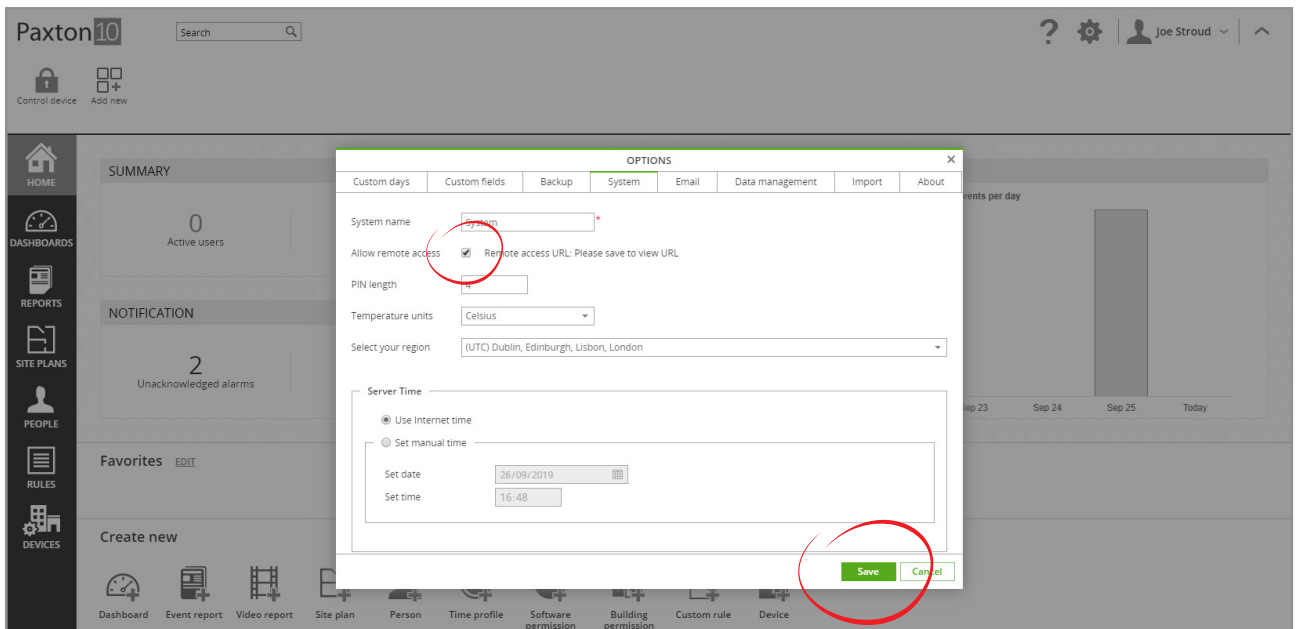 Paxton10
Search
Joe Stroud
Control device
Add new
HOME
DASHBOARDS
REPORTS
SITE PLANS
PEOPLE
RULES
DEVICES
SUMMARY
0
Active users
NOTIFICATION
2
Unacknowledged alarms
OPTIONS
Custom days Custom fields Backup System Email Data management Import About
System name System *
Allow remote access Remote access URL: Please save to view URL
PIN length 4
Temperature units Celsius
Select your region (UTC) Dublin, Edinburgh, Lisbon, London
Server Time
Use Internet time
Set manual time
Set date 26/09/2019
Set time 16:48
Save Cancel
per day
23 Sep 24 Sep 25 Today
Favorites EDIT
Create new
Dashboard
Event report
Video report
Site plan
Person
Time profile
Software
permission
Building
permission
Custom rule
Device